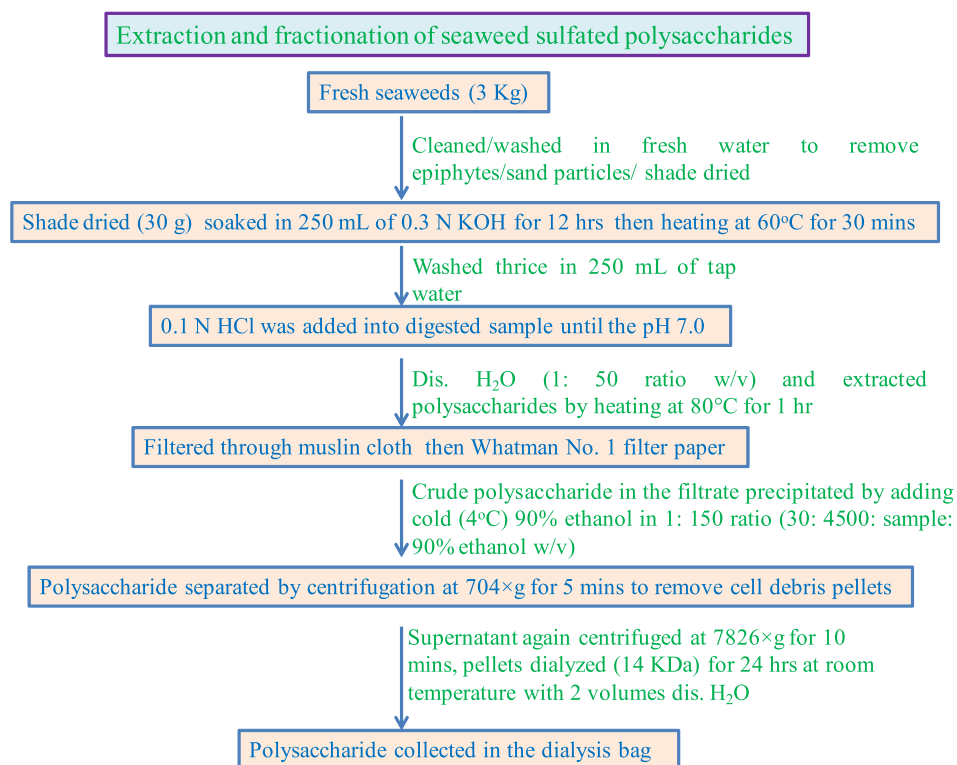 Extraction and fractionation of seaweed sulfated polysaccharides
Fresh seaweeds (3 Kg)
Cleaned/washed in fresh water to remove
epiphytes/sand particles/ shade dried
Shade dried (30 g) soaked in 250 mL of 0.3 N KOH for 12 hrs then heating at 60°C for 30 mins
Washed thrice in 250 mL of tap
water
0.1 N HCl was added into digested sample until the pH 7.0
Dis. H₂O (1: 50 ratio w/v) and extracted
polysaccharides by heating at 80°C for 1 hr
Filtered through muslin cloth then Whatman No. 1 filter paper
Crude polysaccharide in the filtrate precipitated by adding
cold (4°C) 90% ethanol in 1: 150 ratio (30: 4500: sample:
90% ethanol w/v)
Polysaccharide separated by centrifugation at 704×g for 5 mins to remove cell debris pellets
Supernatant again centrifuged at 7826×g for 10
mins, pellets dialyzed (14 KDa) for 24 hrs at room
temperature with 2 volumes dis. H₂O
Polysaccharide collected in the dialysis bag